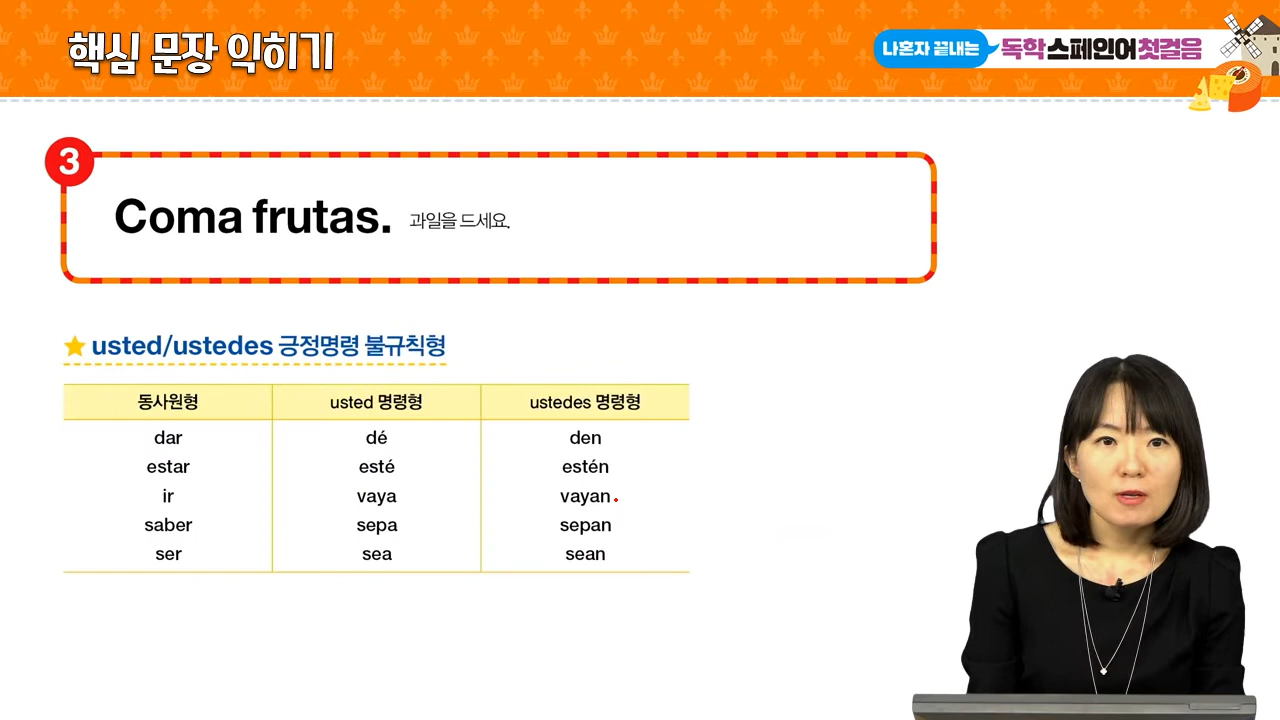 핵심 문장 익히기
나혼자 끝내는 독학 스페인어 첫걸음
3
Coma frutas. 과일을 드세요.
usted/ustedes 긍정명령 불규칙형
동사원형 usted 명령형 ustedes 명령형
dar dé den
estar esté estén
ir vaya vayan
saber sepa sepan
ser sea sean